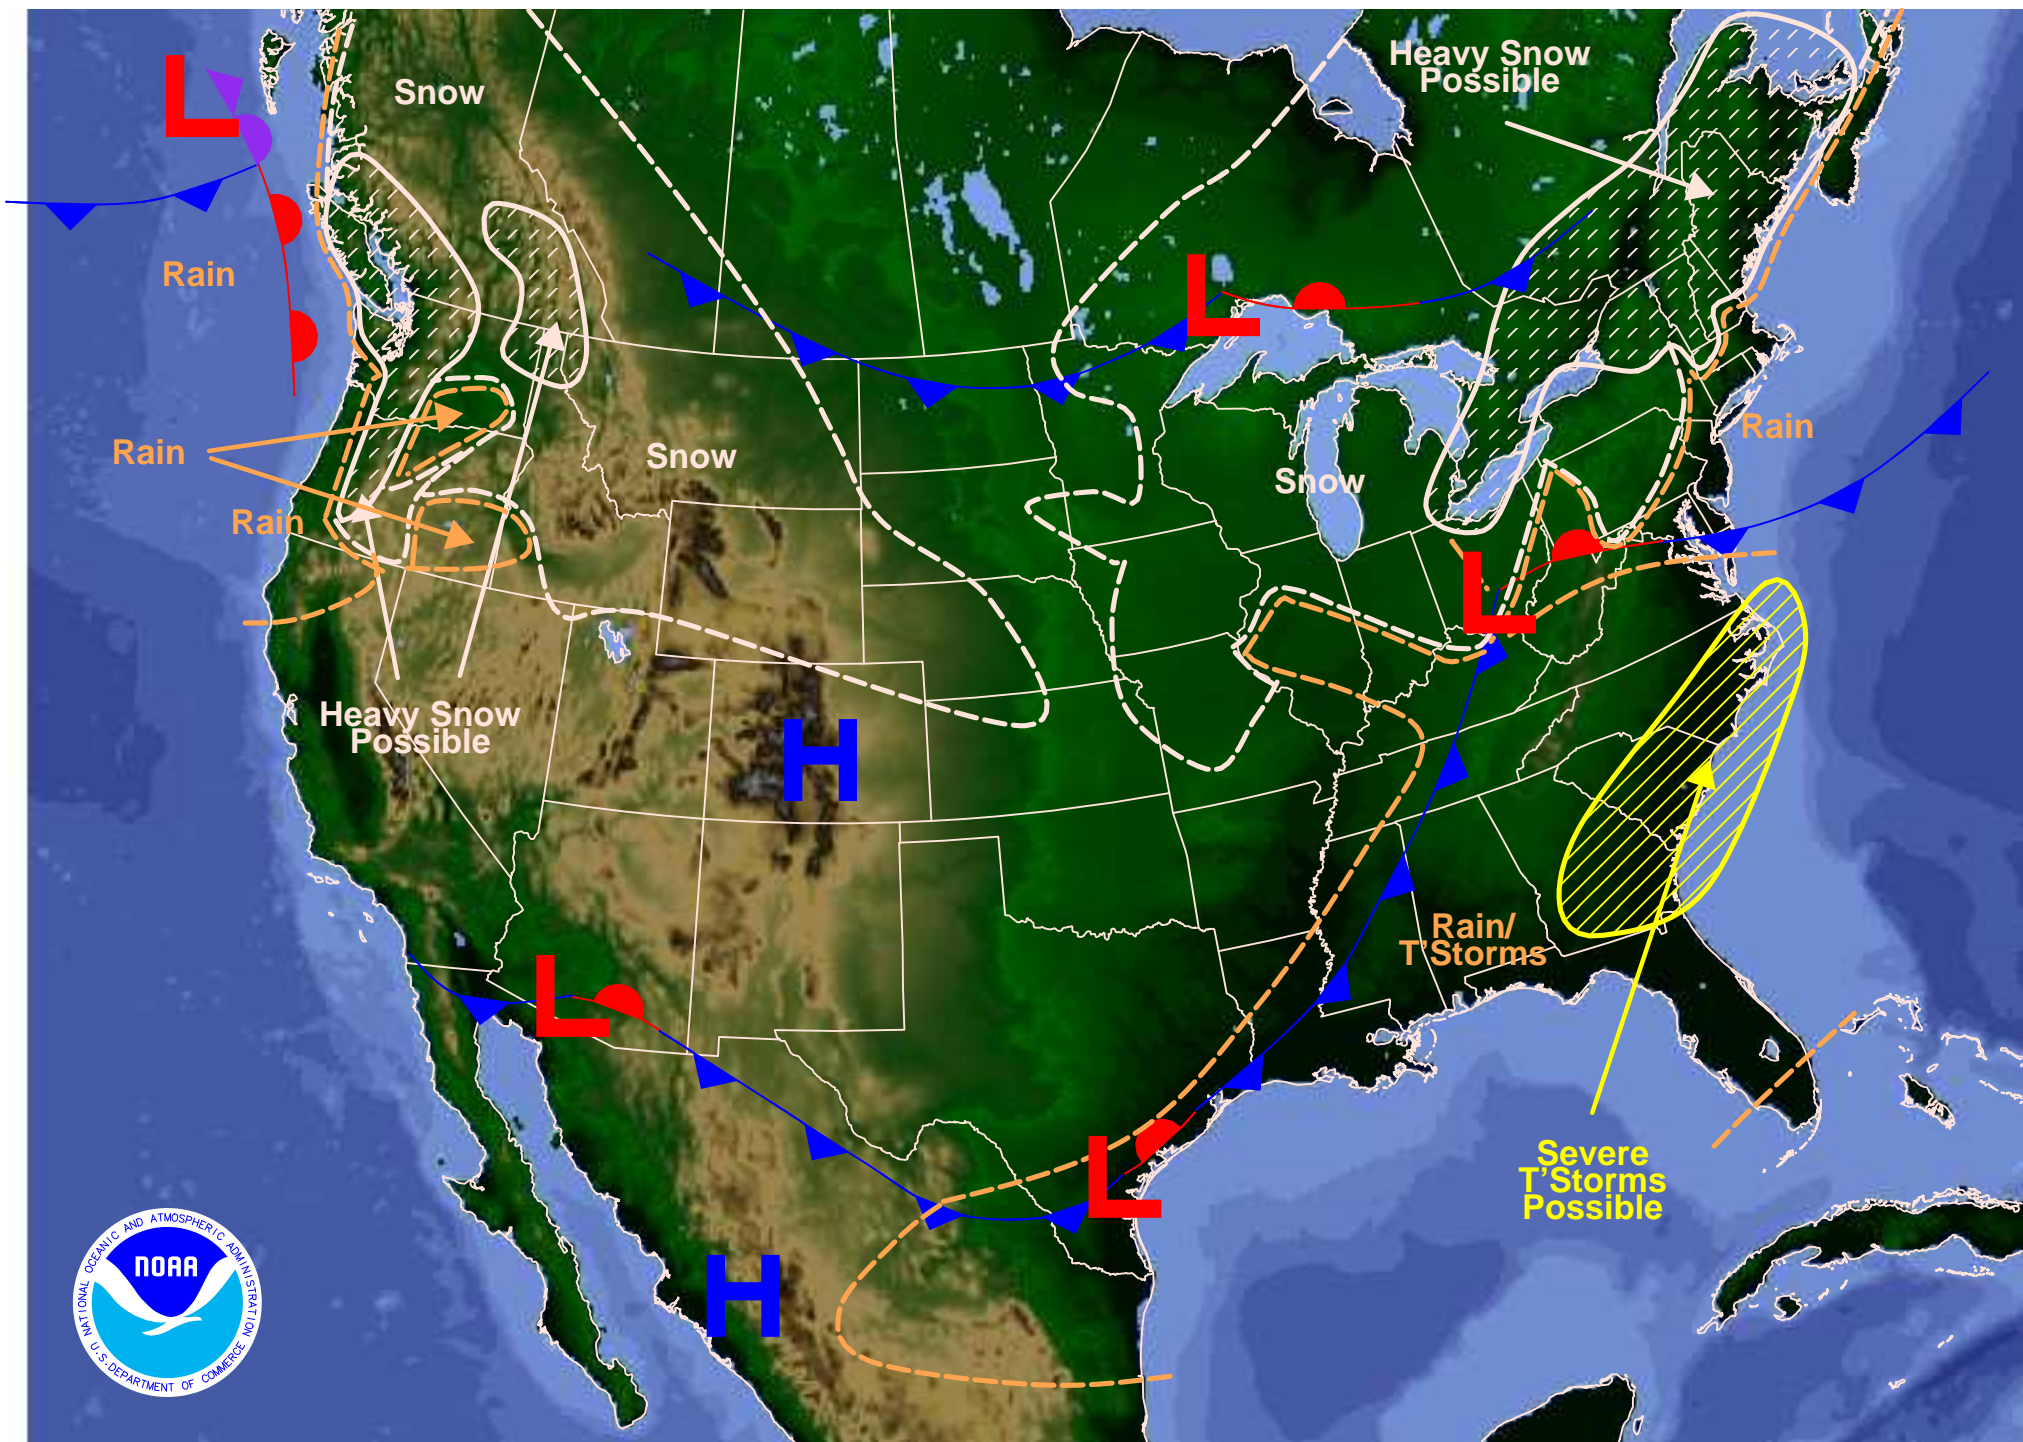 Heavy Snow
Possible
Snow
L
L
Rain
Rain
Rain
Snow
Snow
Rain
Rain
L
Heavy Snow
Possible
H
Rain/
T'Storms
L
L
Severe
T'Storms
Possible
H
NATIONAL OCEANIC AND ATMOSPHERIC ADMINISTRATION
NOAA
U.S. DEPARTMENT OF COMMERCE